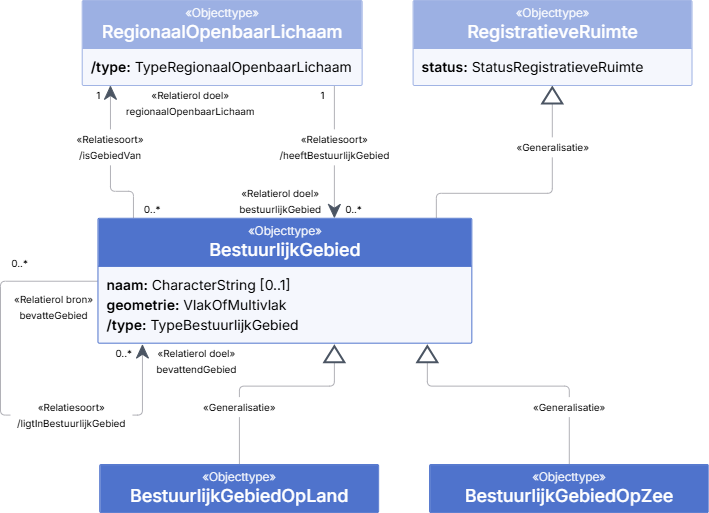 «Objecttype»
RegionaalOpenbaarLichaam
/type: TypeRegionaalOpenbaarLichaam
«Objecttype»
RegistratieveRuimte
status: StatusRegistratieveRuimte
1
«Relatierol doel»
regionaalOpenbaarLichaam
1
«Relatiesoort»
/isGebiedVan
«Relatiesoort»
/heeftBestuurlijkGebied
«Generalisatie»
0..*
«Relatierol doel»
bestuurlijkGebied
0..*
«Objecttype»
BestuurlijkGebied
naam: CharacterString [0..1]
geometrie: VlakOfMultivlak
/type: TypeBestuurlijkGebied
0..*
«Relatierol bron»
bevatteGebied
0..*
«Relatierol doel»
bevattendGebied
«Relatiesoort»
/ligtInBestuurlijkGebied
«Generalisatie»
«Generalisatie»
«Objecttype»
BestuurlijkGebiedOpLand
«Objecttype»
BestuurlijkGebiedOpZee